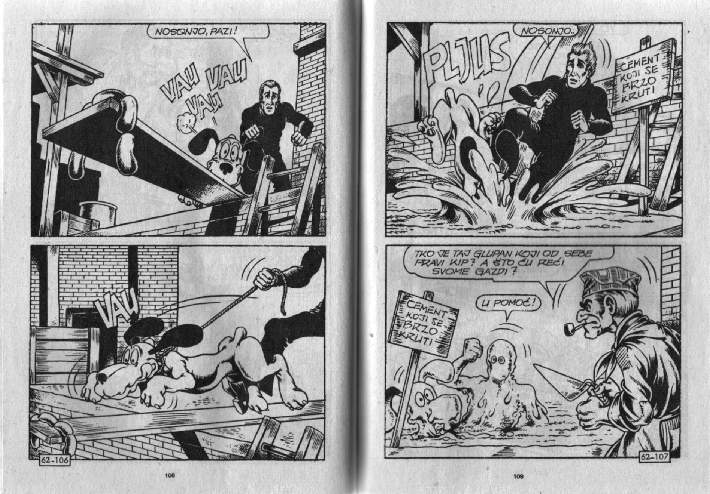 NOSONJO, PAZI!
VAU VAU
VAU
VAU
62-106
108
NOSONJO..
PLJUS
CEMENT
KOJI SE
BRZO
KRUTI
TKO JE TAJ GLUPAN KOJI OD SEBE
PRAVI KIP? A ŠTO ĆU REĆI
SVOME GAZDI?
U POMOĆ!
CEMENT
KOJI SE
BRZO
KRUTI
62-107
109